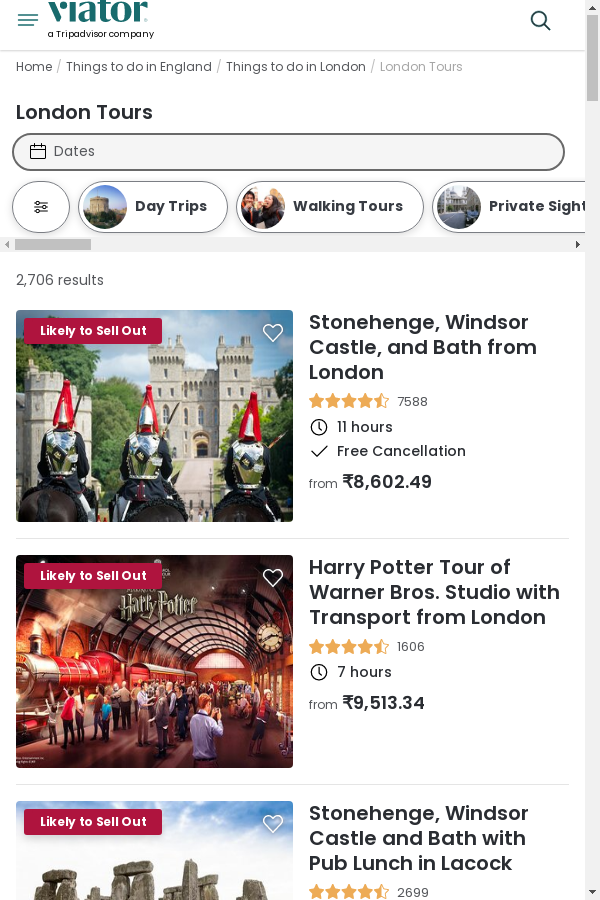 viator
a Tripadvisor company
Home / Things to do in England / Things to do in London / London Tours
London Tours
Dates
Day Trips
Walking Tours
Private Sight
2,706 results
Likely to Sell Out
Stonehenge, Windsor
Castle, and Bath from
London
7588
11 hours
Free Cancellation
from ₹8,602.49
Likely to Sell Out
Harry Potter
Harry Potter Tour of
Warner Bros. Studio with
Transport from London
1606
7 hours
from ₹9,513.34
Likely to Sell Out
Stonehenge, Windsor
Castle and Bath with
Pub Lunch in Lacock
2699